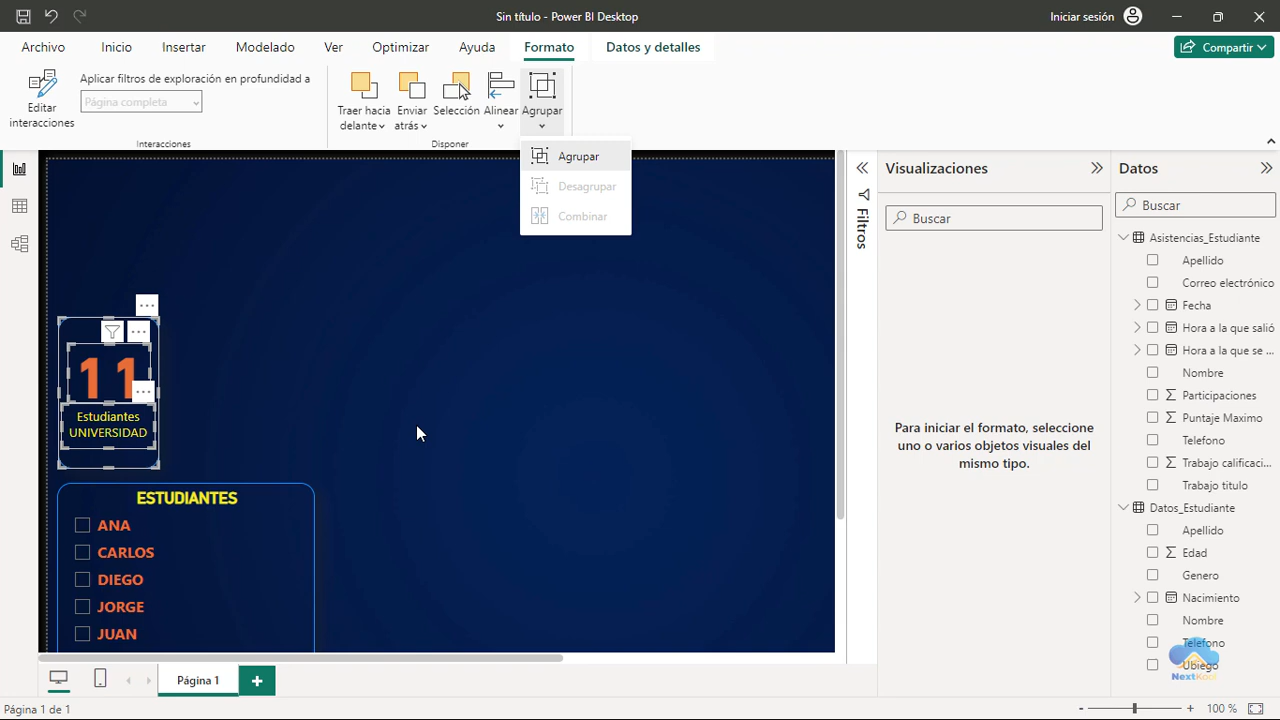 Sin título - Power BI Desktop
Iniciar sesión
Archivo
Inicio
Insertar
Modelado
Ver
Optimizar
Ayuda
Formato
Datos y detalles
Compartir
Editar
interacciones
Aplicar filtros de exploración en profundidad a
Página completa
Interacciones
Traer hacia
delante
Enviar
atrás
Selección
Alinear
Agrupar
Disponer
Agrupar
Desagrupar
Combinar
11
Estudiantes
UNIVERSIDAD
ESTUDIANTES
ANA
CARLOS
DIEGO
JORGE
JUAN
Filtros
Visualizaciones
Buscar
Para iniciar el formato, seleccione
uno o varios objetos visuales del
mismo tipo.
Datos
Buscar
Asistencias_Estudiante
Apellido
Correo electrónico
Fecha
Hora a la que salió
Hora a la que se ...
Nombre
Participaciones
Puntaje Maximo
Telefono
Trabajo calificaci...
Trabajo titulo
Datos_Estudiante
Apellido
Edad
Genero
Nacimiento
Nombre
Telefono
Ubiego
NextKool
Página 1
Página 1 de 1
- + 100 %